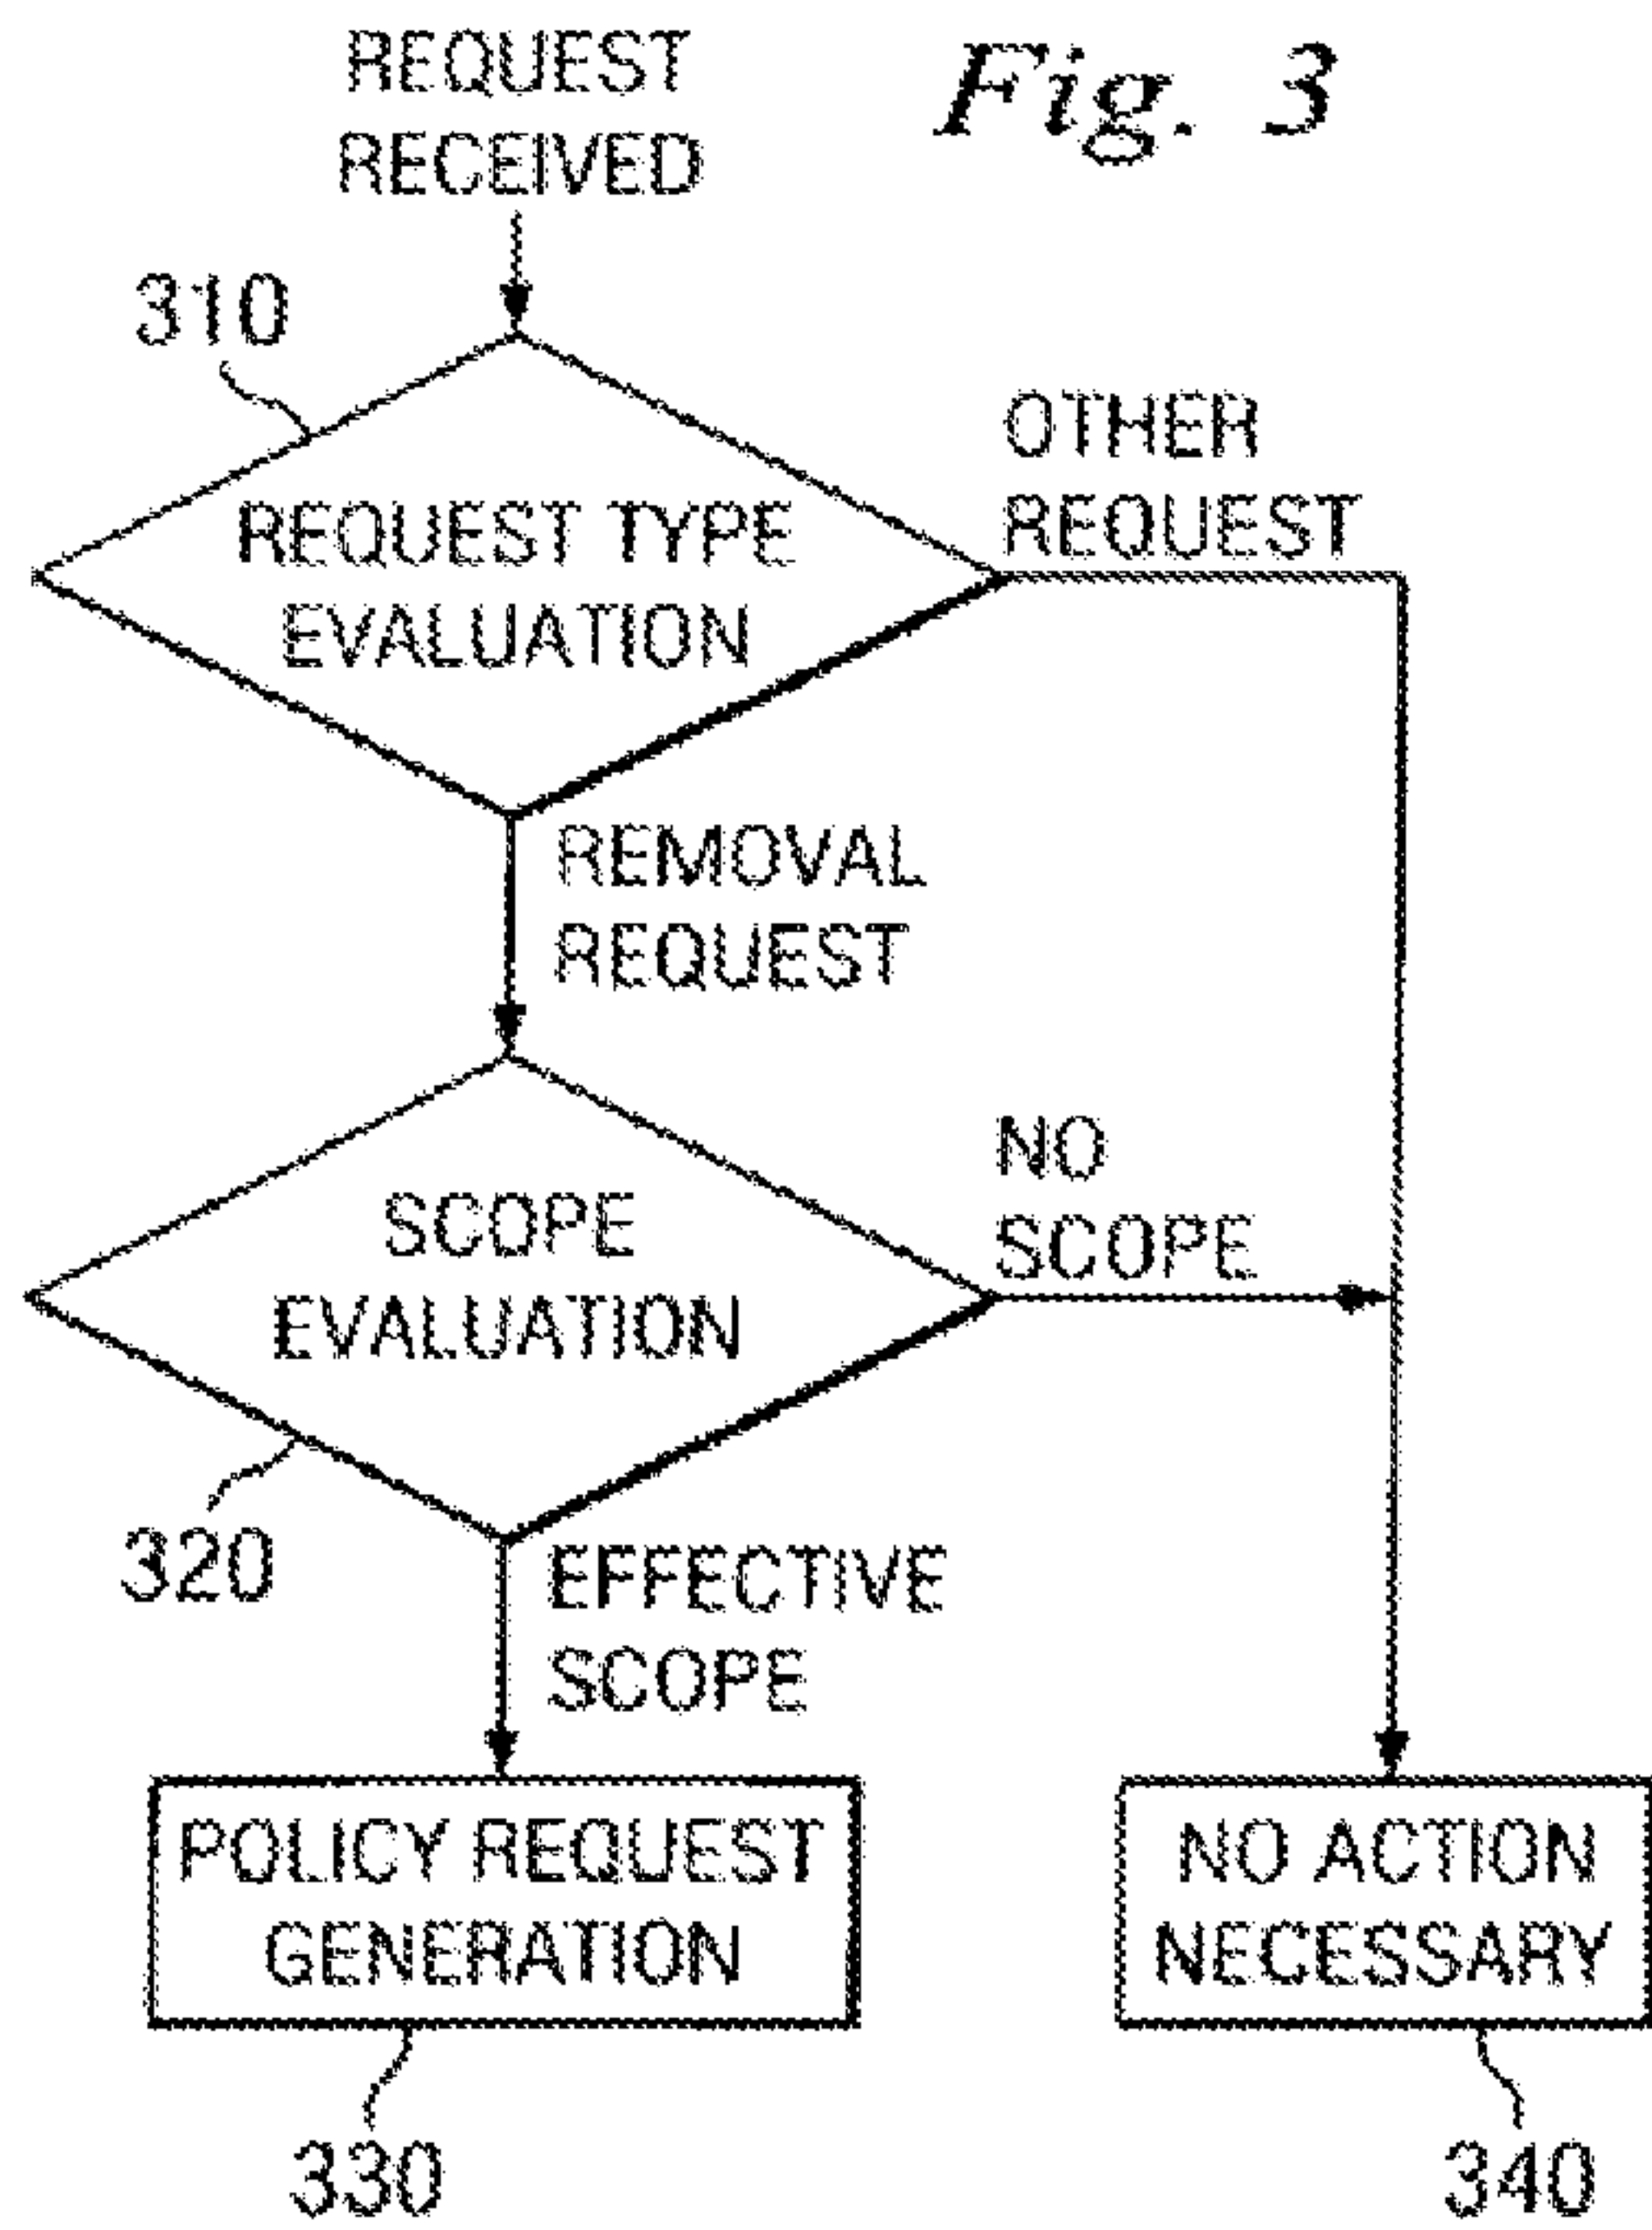 REQUEST
RECEIVED
Fig. 3
310
REQUEST TYPE
EVALUATION
OTHER
REQUEST
REMOVAL
REQUEST
SCOPE
EVALUATION
NO
SCOPE
320
EFFECTIVE
SCOPE
POLICY REQUEST
GENERATION
NO ACTION
NECESSARY
330
340